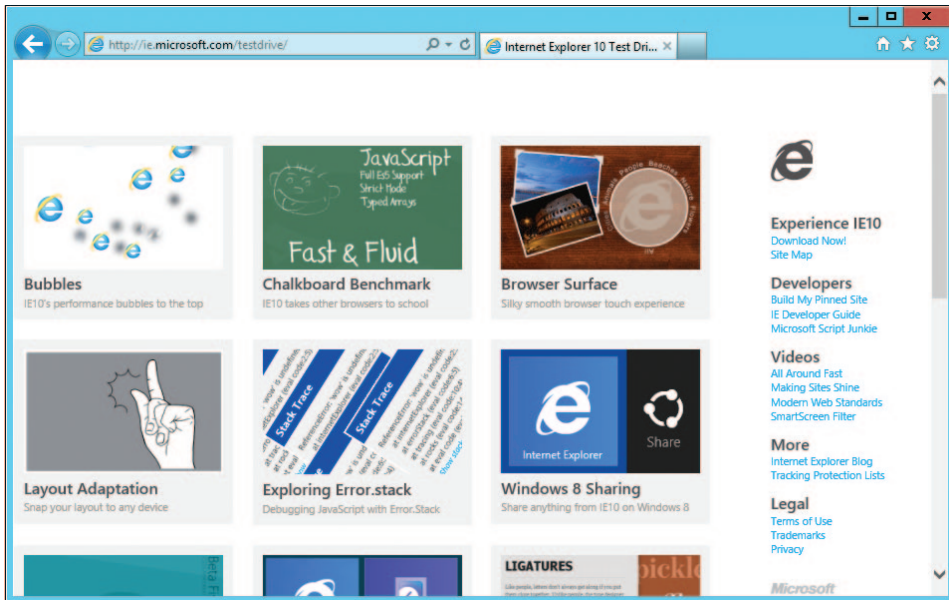 http://ie.microsoft.com/testdrive/
Internet Explorer 10 Test Dri...
JavaScript
Full Es5 Support
Strict Mode
Typed Arrays
Fast & Fluid
Bubbles
IE10's performance bubbles to the top
Chalkboard Benchmark
IE10 takes other browsers to school
Browser Surface
Silky smooth browser touch experience
Experience IE10
Download Now!
Site Map
Developers
Build My Pinned Site
IE Developer Guide
Microsoft Script Junkie
Stack Trace
Stack Trace
Internet Explorer
Share
Layout Adaptation
Snap your layout to any device
Exploring Error.stack
Debugging JavaScript with Error.Stack
Windows 8 Sharing
Share anything from IE10 on Windows 8
Videos
All Around Fast
Making Sites Shine
Modern Web Standards
SmartScreen Filter
More
Internet Explorer Blog
Tracking Protection Lists
Legal
Terms of Use
Trademarks
Privacy
Beta
LIGATURES
pickle
Microsoft